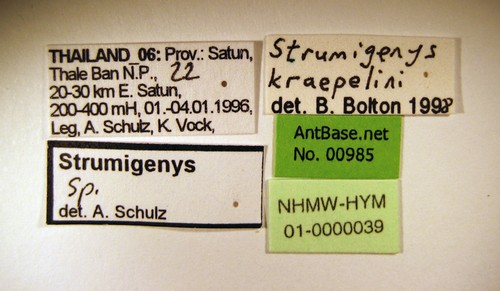 THAILAND_06: Prov.: Satun,
Thale Ban N.P., 22
20-30 km E. Satun,
200-400 mH, 01.-04.01.1996,
Leg, A. Schulz, K. Vock,
Strumigenys
sp.
det. A. Schulz
Strumigenys
kraepelini
det. B. Bolton 1998
AntBase.net
No. 00985
NHMW-HYM
01-0000039